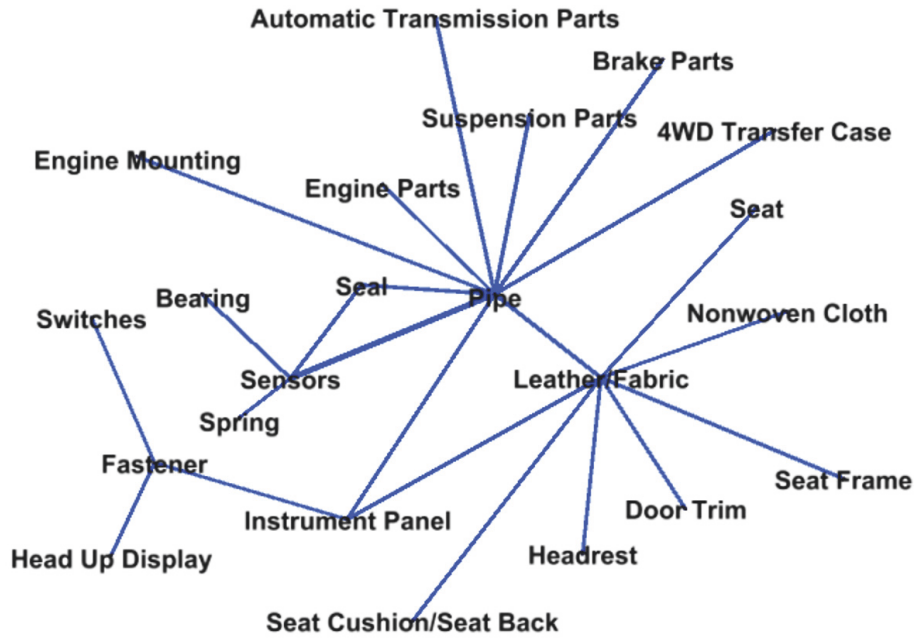 Automatic Transmission Parts
Brake Parts
Suspension Parts
4WD Transfer Case
Engine Mounting
Engine Parts
Seat
Seal
Bearing
Pipe
Switches
Nonwoven Cloth
Sensors
Leather/Fabric
Spring
Fastener
Seat Frame
Door Trim
Instrument Panel
Headrest
Head Up Display
Seat Cushion/Seat Back